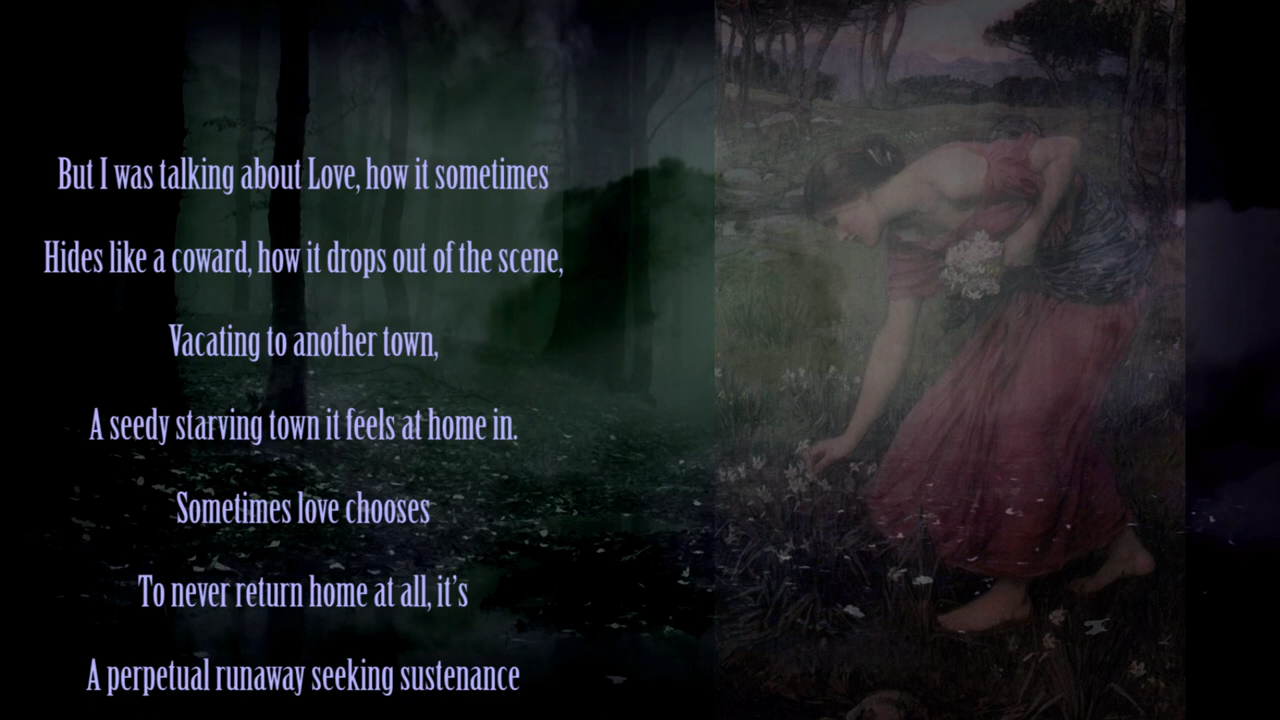 But I was talking about Love, how it sometimes
Hides like a coward, how it drops out of the scene,
Vacating to another town,
A seedy starving town it feels at home in.
Sometimes love chooses
To never return home at all, it’s
A perpetual runaway seeking sustenance